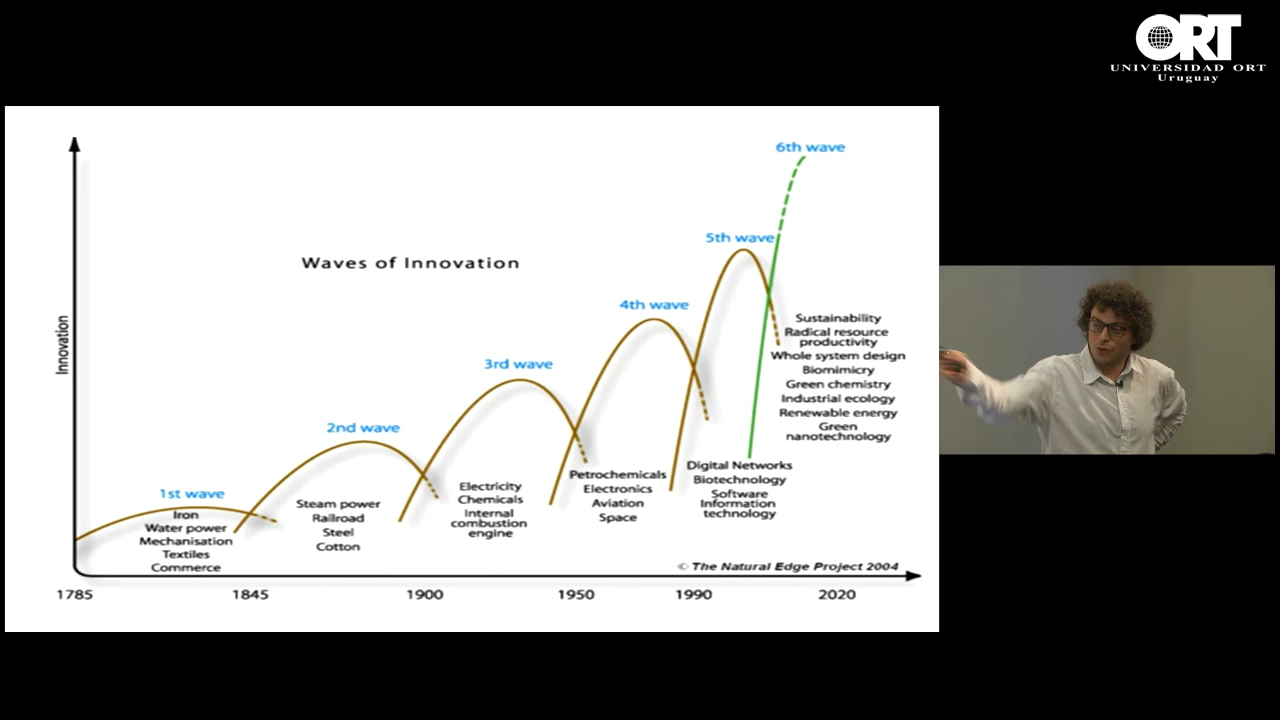 ORT
UNIVERSIDAD ORT
Uruguay
6th wave
5th wave
Waves of Innovation
4th wave
3rd wave
2nd wave
1st wave
Innovation
Iron
Water power
Mechanisation
Textiles
Commerce
Steam power
Railroad
Steel
Cotton
Electricity
Chemicals
Internal
combustion
engine
Petrochemicals
Electronics
Aviation
Space
Digital Networks
Biotechnology
Software
Information
technology
Sustainability
Radical resource
productivity
Whole system design
Biomimicry
Green chemistry
Industrial ecology
Renewable energy
Green
nanotechnology
© The Natural Edge Project 2004
1785
1845
1900
1950
1990
2020